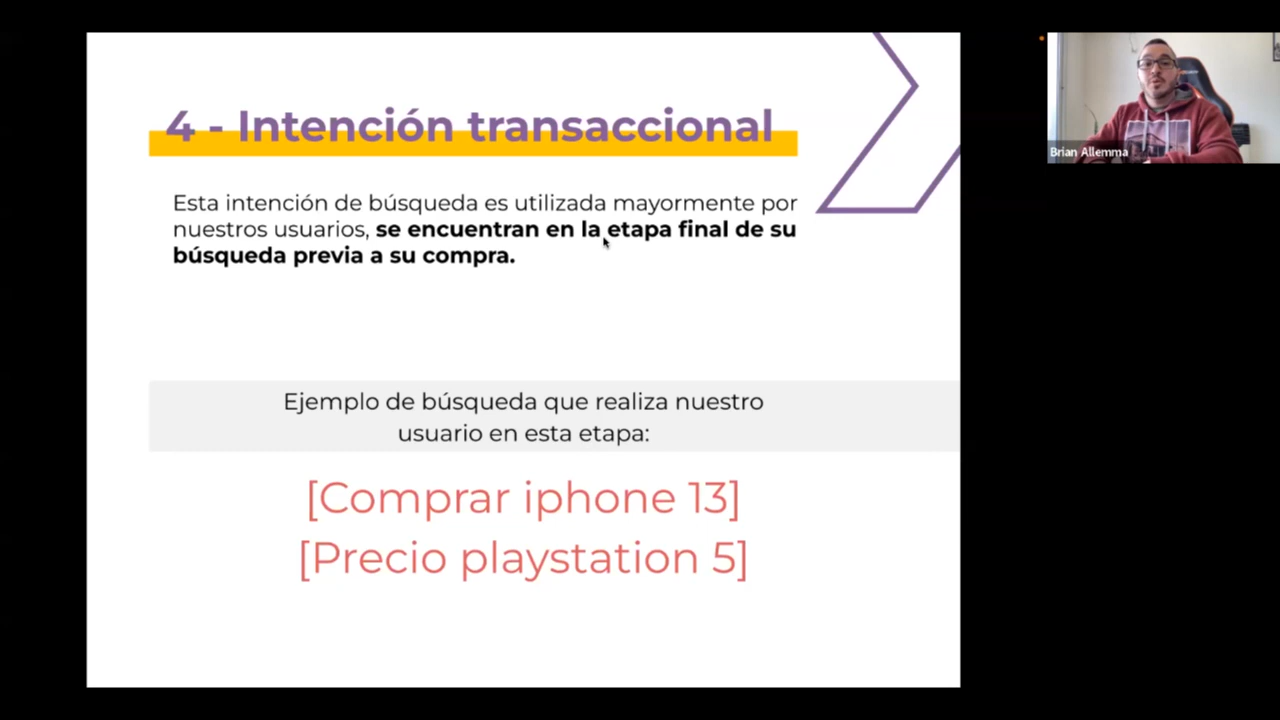 4 - Intención transaccional
Esta intención de búsqueda es utilizada mayormente por
nuestros usuarios, se encuentran en la etapa final de su
búsqueda previa a su compra.
Ejemplo de búsqueda que realiza nuestro
usuario en esta etapa:
[Comprar iphone 13]
[Precio playstation 5]
Brian Allemma